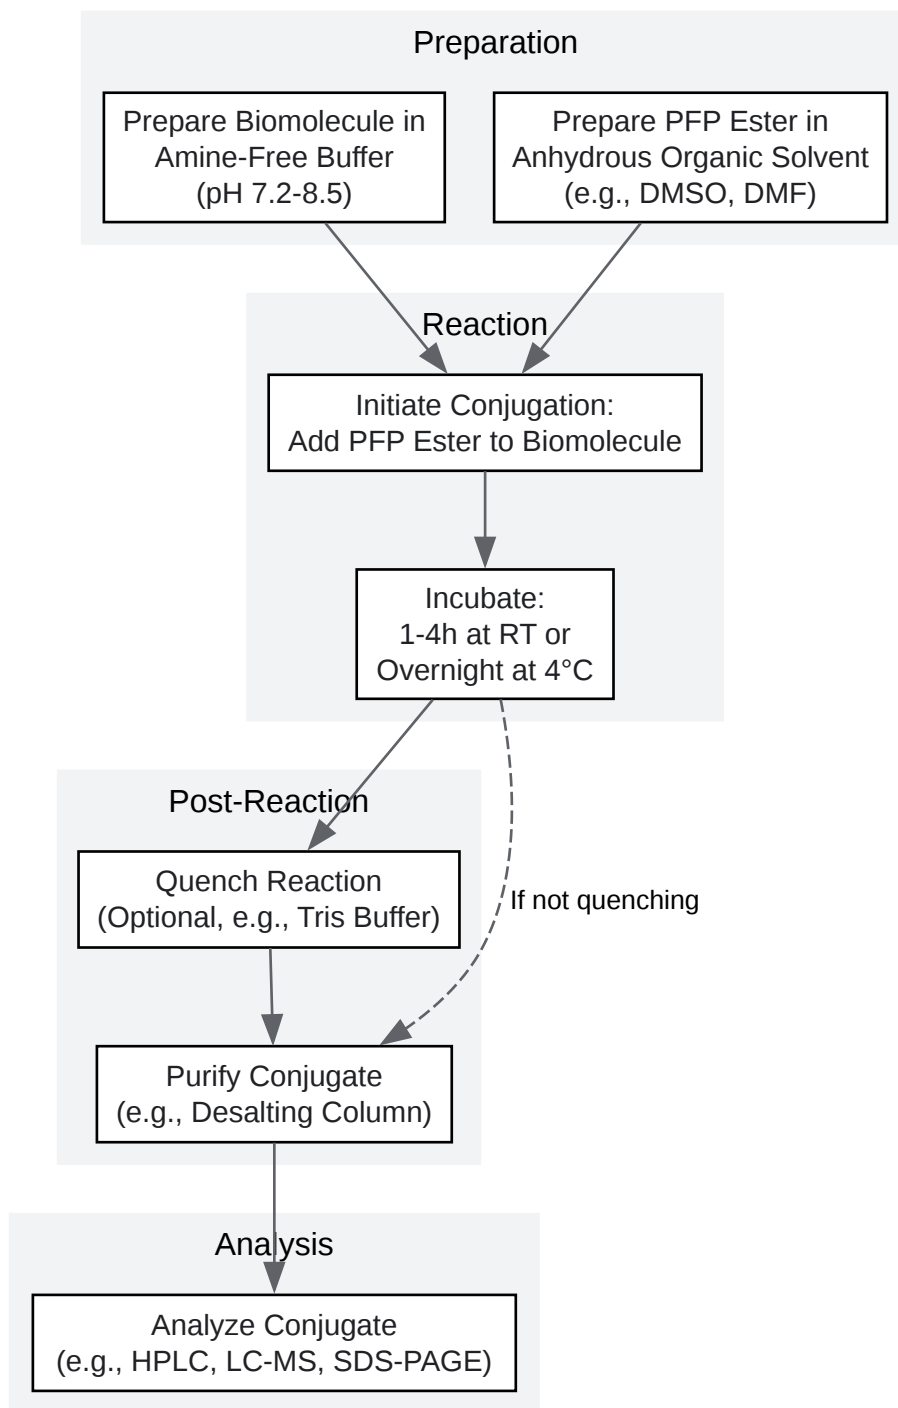 Preparation
Prepare Biomolecule in
Amine-Free Buffer
(pH 7.2-8.5)
Prepare PFP Ester in
Anhydrous Organic Solvent
(e.g., DMSO, DMF)
Reaction
Initiate Conjugation:
Add PFP Ester to Biomolecule
Incubate:
1-4h at RT or
Overnight at 4°C
Post-Reaction
Quench Reaction
(Optional, e.g., Tris Buffer)
If not quenching
Purify Conjugate
(e.g., Desalting Column)
Analysis
Analyze Conjugate
(e.g., HPLC, LC-MS, SDS-PAGE)